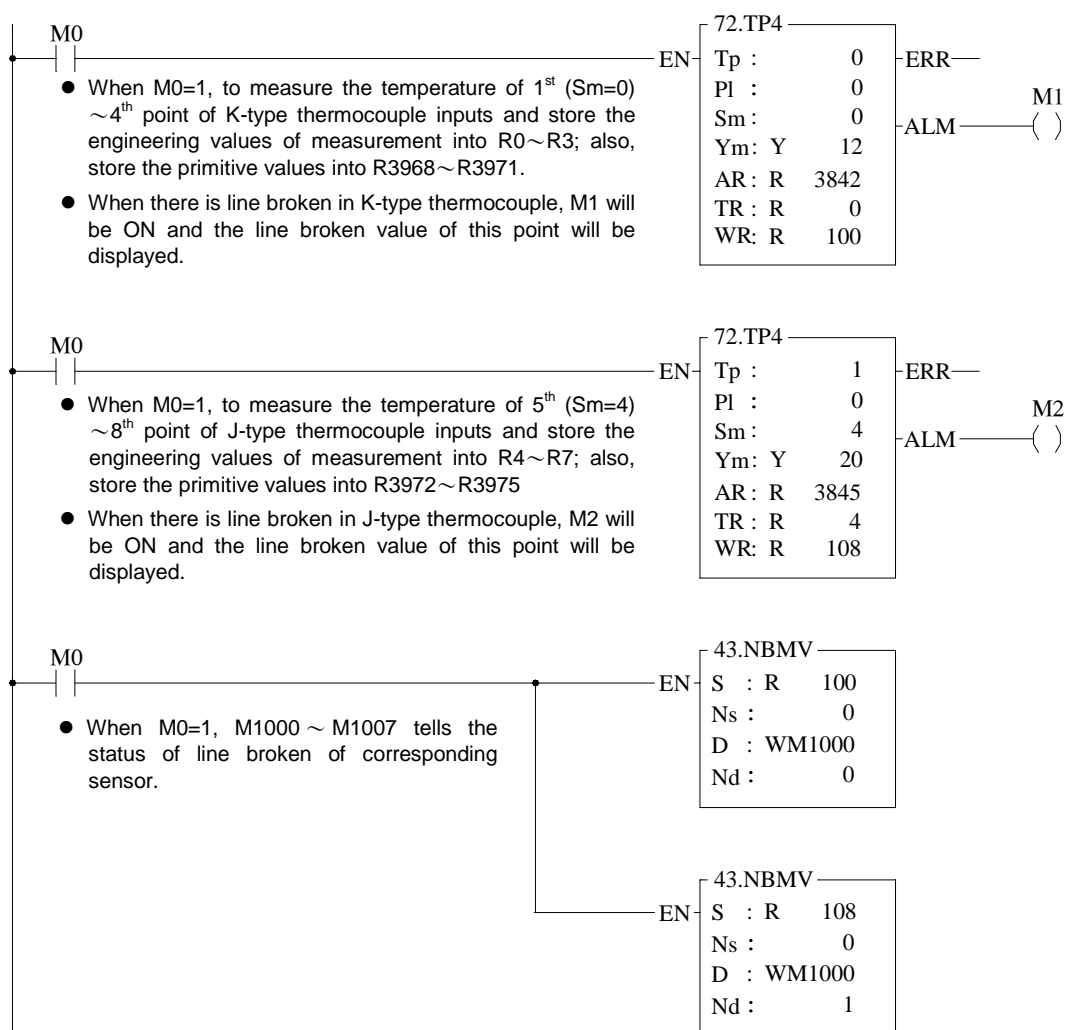 M0
72.TP4
EN
Tp : 0
ERR
Pl : 0
Sm : 0
ALM
M1
( )
Ym: Y 12
AR : R 3842
TR : R 0
WR: R 100
● When M0=1, to measure the temperature of 1st (Sm=0)
～4th point of K-type thermocouple inputs and store the
engineering values of measurement into R0～R3; also,
store the primitive values into R3968～R3971.
● When there is line broken in K-type thermocouple, M1 will
be ON and the line broken value of this point will be
displayed.
M0
72.TP4
EN
Tp : 1
ERR
Pl : 0
Sm : 4
ALM
M2
( )
Ym: Y 20
AR : R 3845
TR : R 4
WR: R 108
● When M0=1, to measure the temperature of 5th (Sm=4)
～8th point of J-type thermocouple inputs and store the
engineering values of measurement into R4～R7; also,
store the primitive values into R3972～R3975
● When there is line broken in J-type thermocouple, M2 will
be ON and the line broken value of this point will be
displayed.
M0
43.NBMV
EN
S : R 100
Ns : 0
D : WM1000
Nd : 0
● When M0=1, M1000～M1007 tells the
status of line broken of corresponding
sensor.
43.NBMV
EN
S : R 108
Ns : 0
D : WM1000
Nd : 1